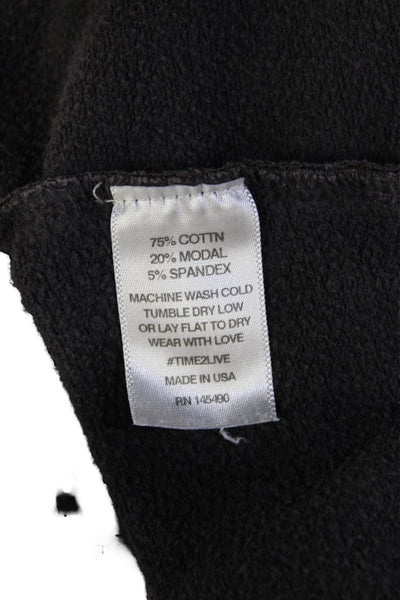 75% COTTN
20% MODAL
5% SPANDEX
MACHINE WASH COLD
TUMBLE DRY LOW
OR LAY FLAT TO DRY
WEAR WITH LOVE
#TIME2LIVE
MADE IN USA
RN 145490